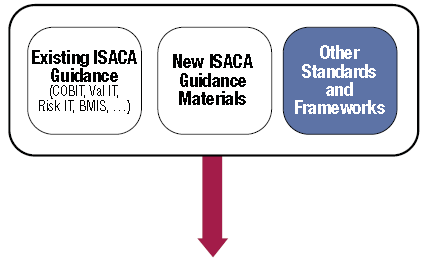 Existing ISACA
Guidance
(COBIT, Val IT,
Risk IT, BMIS, ...)
New ISACA
Guidance
Materials
Other
Standards
and
Frameworks